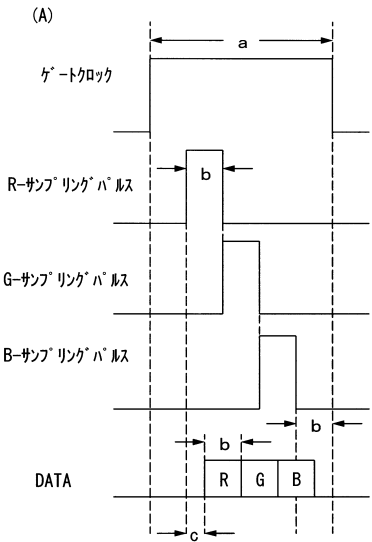 (A)
a
ゲートクロック
b
R-サンプリングパルス
G-サンプリングパルス
B-サンプリングパルス
b
b
DATA
R G B
c